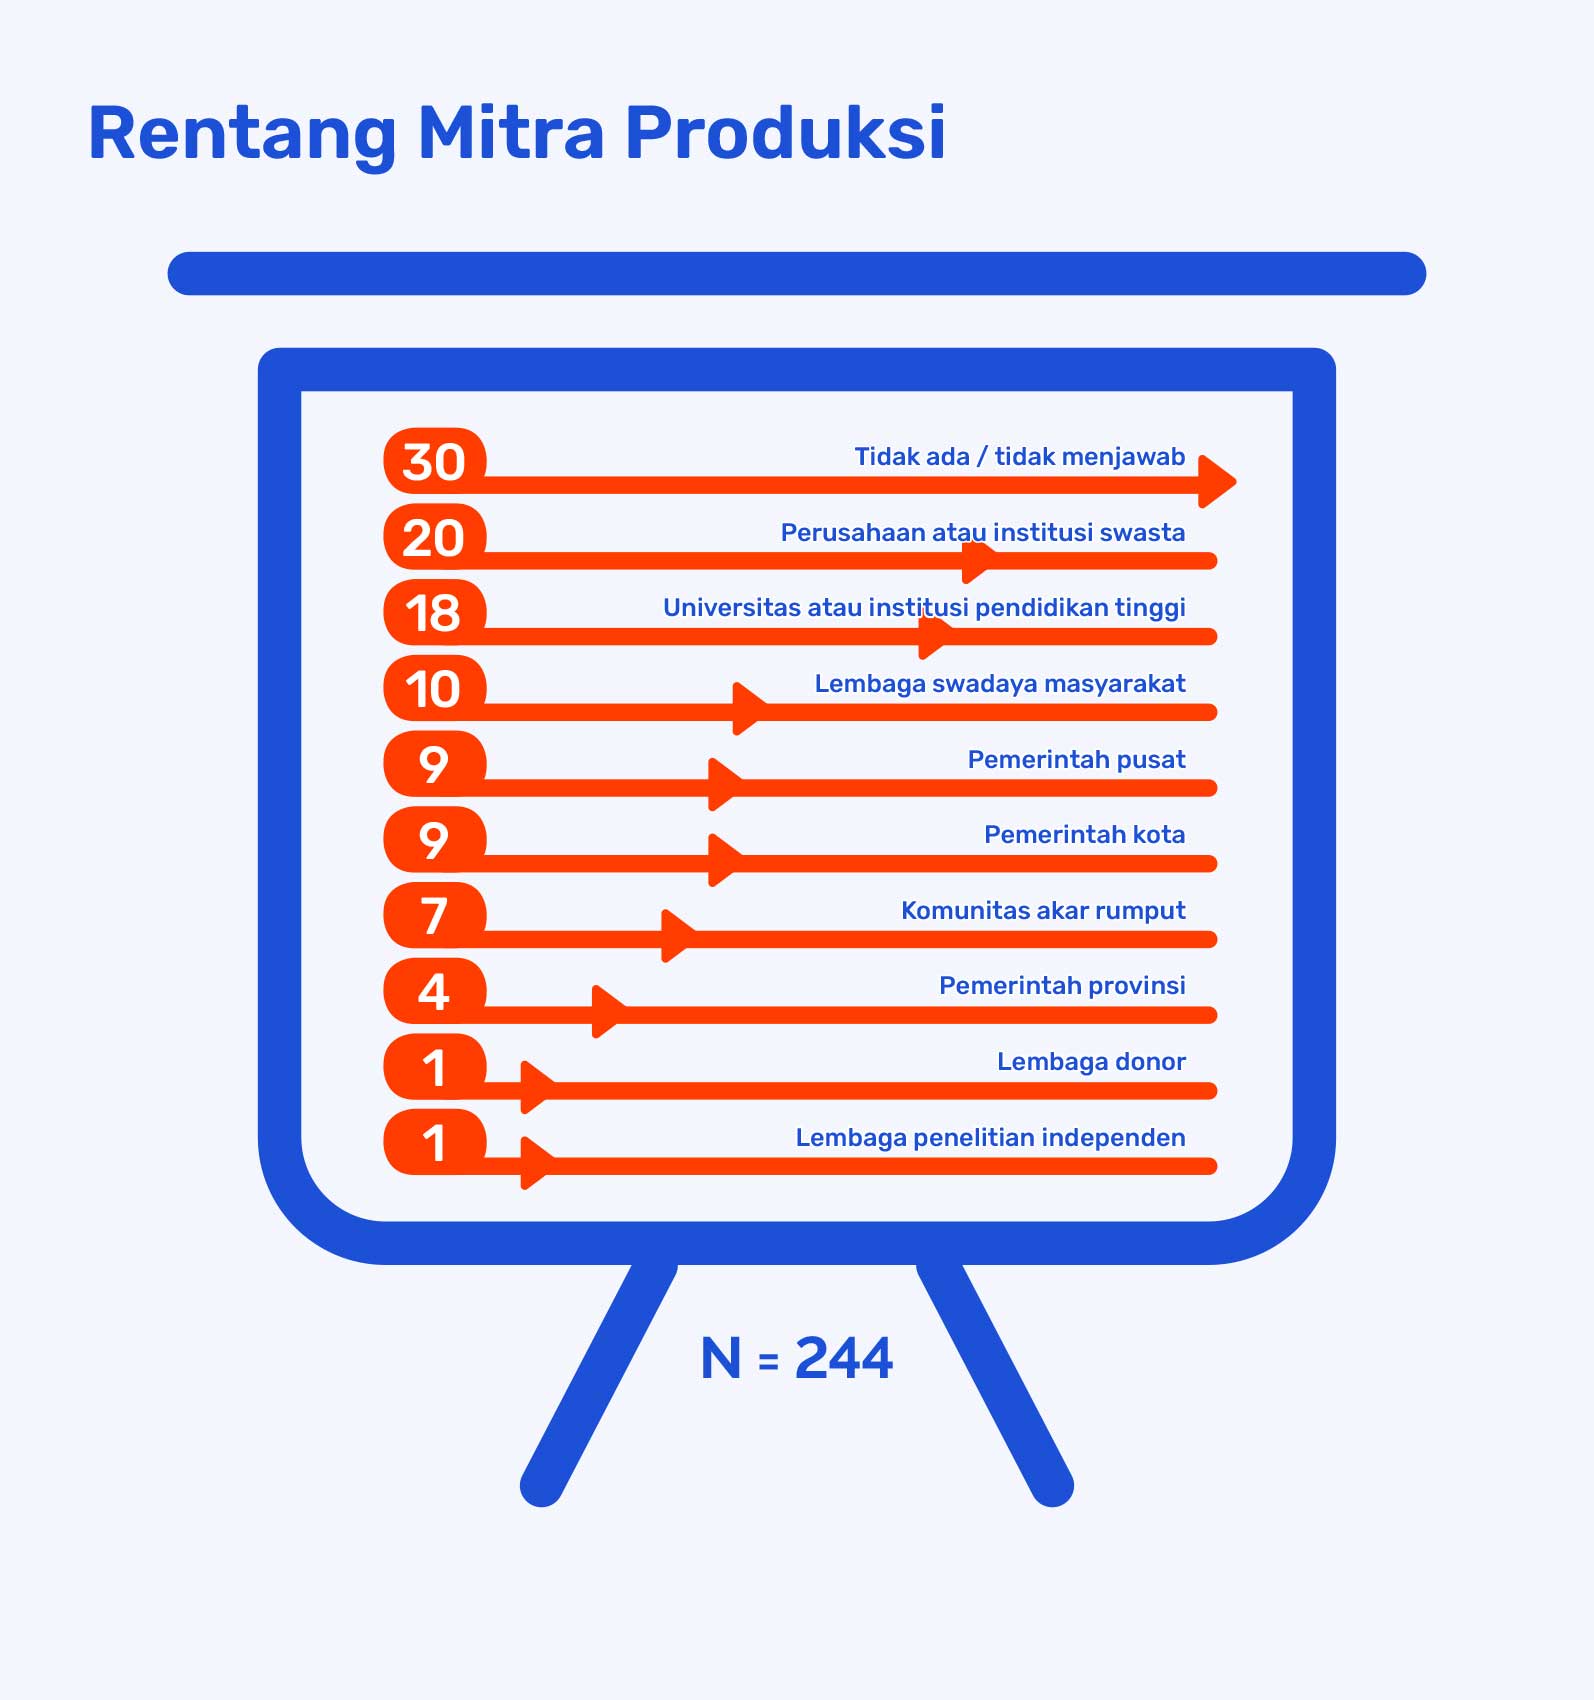 Rentang Mitra Produksi
30 Tidak ada / tidak menjawab
20 Perusahaan atau institusi swasta
18 Universitas atau institusi pendidikan tinggi
10 Lembaga swadaya masyarakat
9 Pemerintah pusat
9 Pemerintah kota
7 Komunitas akar rumput
4 Pemerintah provinsi
1 Lembaga donor
1 Lembaga penelitian independen
N = 244